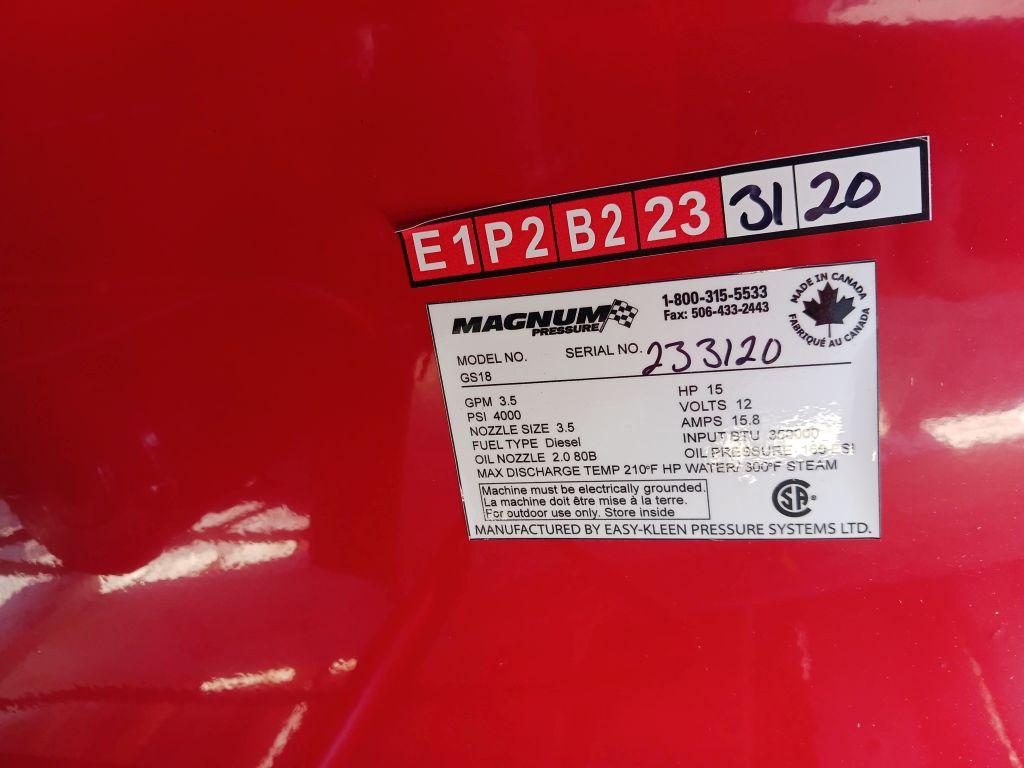 E1 P2 B2 23 31 20
MAGNUM
PRESSURE
1-800-315-5533
Fax: 506-433-2443
MADE IN CANADA
FABRIQUÉ AU CANADA
MODEL NO. SERIAL NO. 233120
GS18
GPM 3.5 HP 15
PSI 4000 VOLTS 12
NOZZLE SIZE 3.5 AMPS 15.8
FUEL TYPE Diesel INPUT BTU
OIL NOZZLE 2.0 80B OIL PRESSURE PSI
MAX DISCHARGE TEMP 210°F HP WATER/ 300°F STEAM
Machine must be electrically grounded.
La machine doit être mise à la terre.
For outdoor use only. Store inside
CSA®
MANUFACTURED BY EASY-KLEEN PRESSURE SYSTEMS LTD.